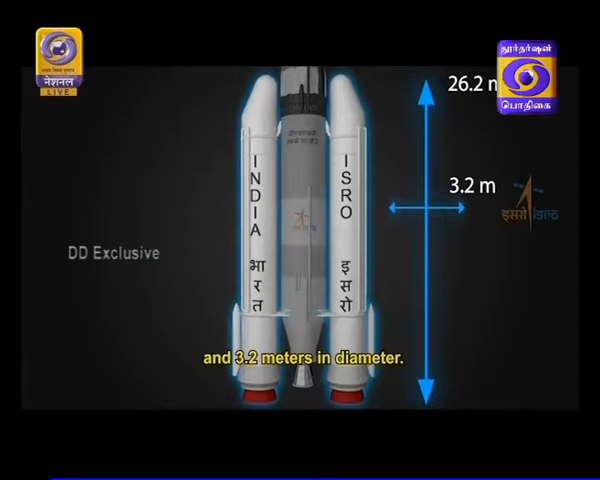 नेशनल
LIVE
தூர்தர்ஷன்
பொதிகை
26.2 m
3.2 m
इसरो isro
DD Exclusive
INDIA
भारत
ISRO
इसरो
and 3.2 meters in diameter.